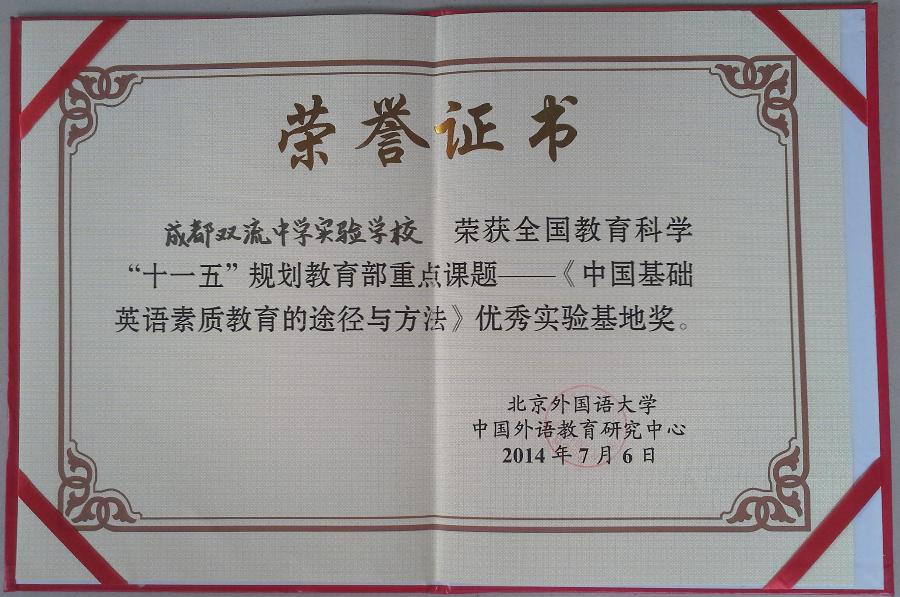 荣誉证书
成都双流中学实验学校 荣获全国教育科学
“十一五”规划教育部重点课题——《中国基础
英语素质教育的途径与方法》优秀实验基地奖。
北京外国语大学
中国外语教育研究中心
2014年7月6日